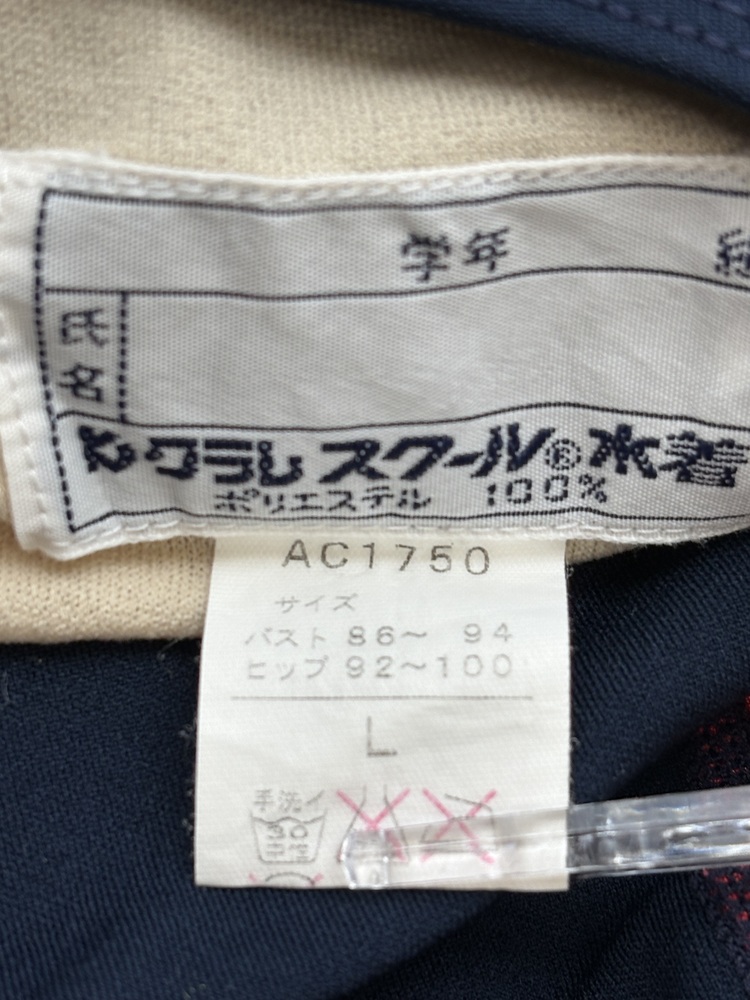 学年
氏名
クラレスクール®水着
ポリエステル 100%
AC1750
サイズ
バスト 86～ 94
ヒップ 92～100
L
手洗イ
30